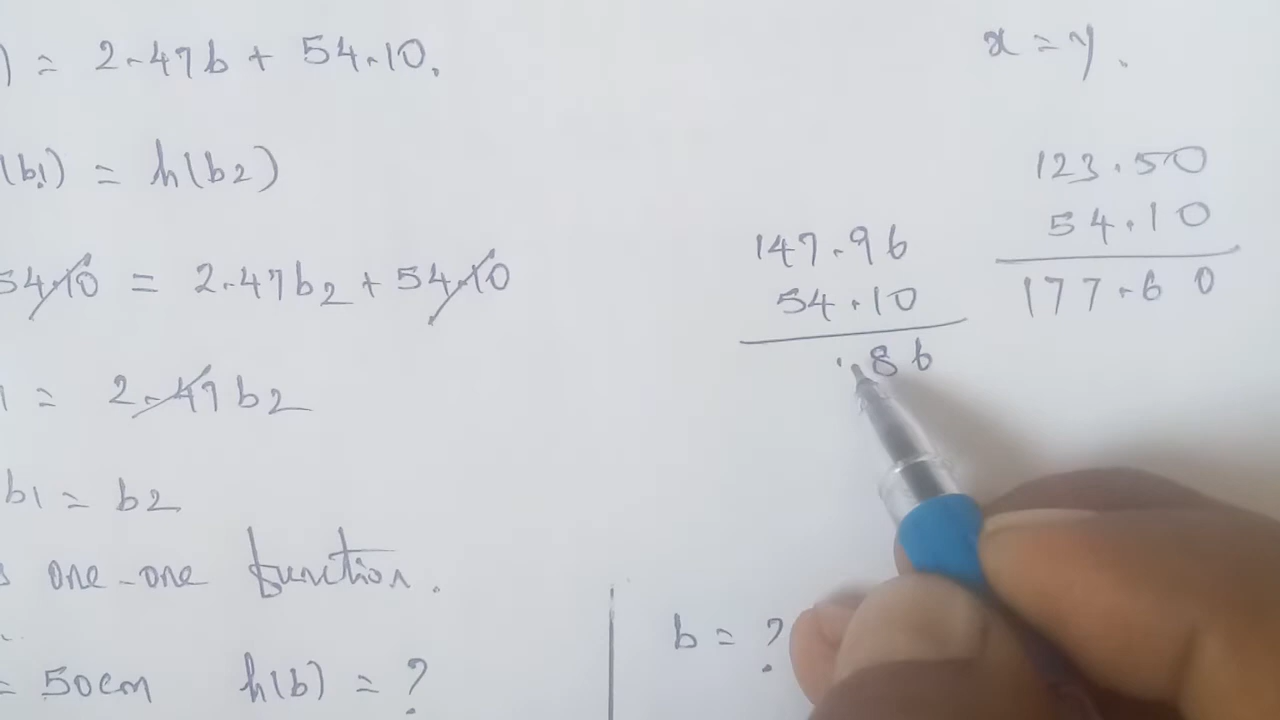 ) = 2.47b + 54.10.
x = y.
(b1) = h(b2)
123.50
54.10
177.60
147.96
54.10
.86
54.10 = 2.47b2 + 54.10
1 = 2.47b2
b1 = b2
s one-one function.
= 50cm h(b) = ?
b = ?